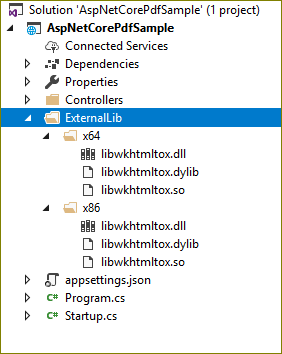 Solution 'AspNetCorePdfSample' (1 project)
AspNetCorePdfSample
Connected Services
Dependencies
Properties
Controllers
ExternalLib
x64
libwkhtmltox.dll
libwkhtmltox.dylib
libwkhtmltox.so
x86
libwkhtmltox.dll
libwkhtmltox.dylib
libwkhtmltox.so
appsettings.json
C# Program.cs
C# Startup.cs